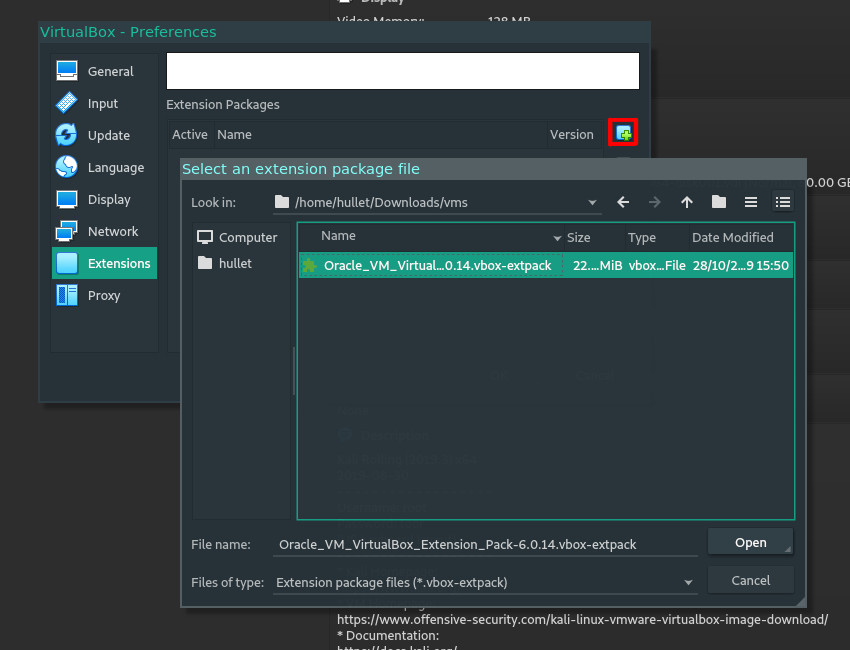 Display
Video Memory: 128 MB
VirtualBox - Preferences
General
Input
Update
Language
Display
Network
Extensions
Proxy
Extension Packages
Active Name Version
0.00 GB
Select an extension package file
Look in: /home/hullet/Downloads/vms
Computer
hullet
Name Size Type Date Modified
Oracle_VM_Virtual...0.14.vbox-extpack 22....MiB vbox...File 28/10/2...9 15:50
File name: Oracle_VM_VirtualBox_Extension_Pack-6.0.14.vbox-extpack Open
Files of type: Extension package files (*.vbox-extpack) Cancel
https://www.offensive-security.com/kali-linux-vmware-virtualbox-image-download/
* Documentation:
https://docs.kali.org/